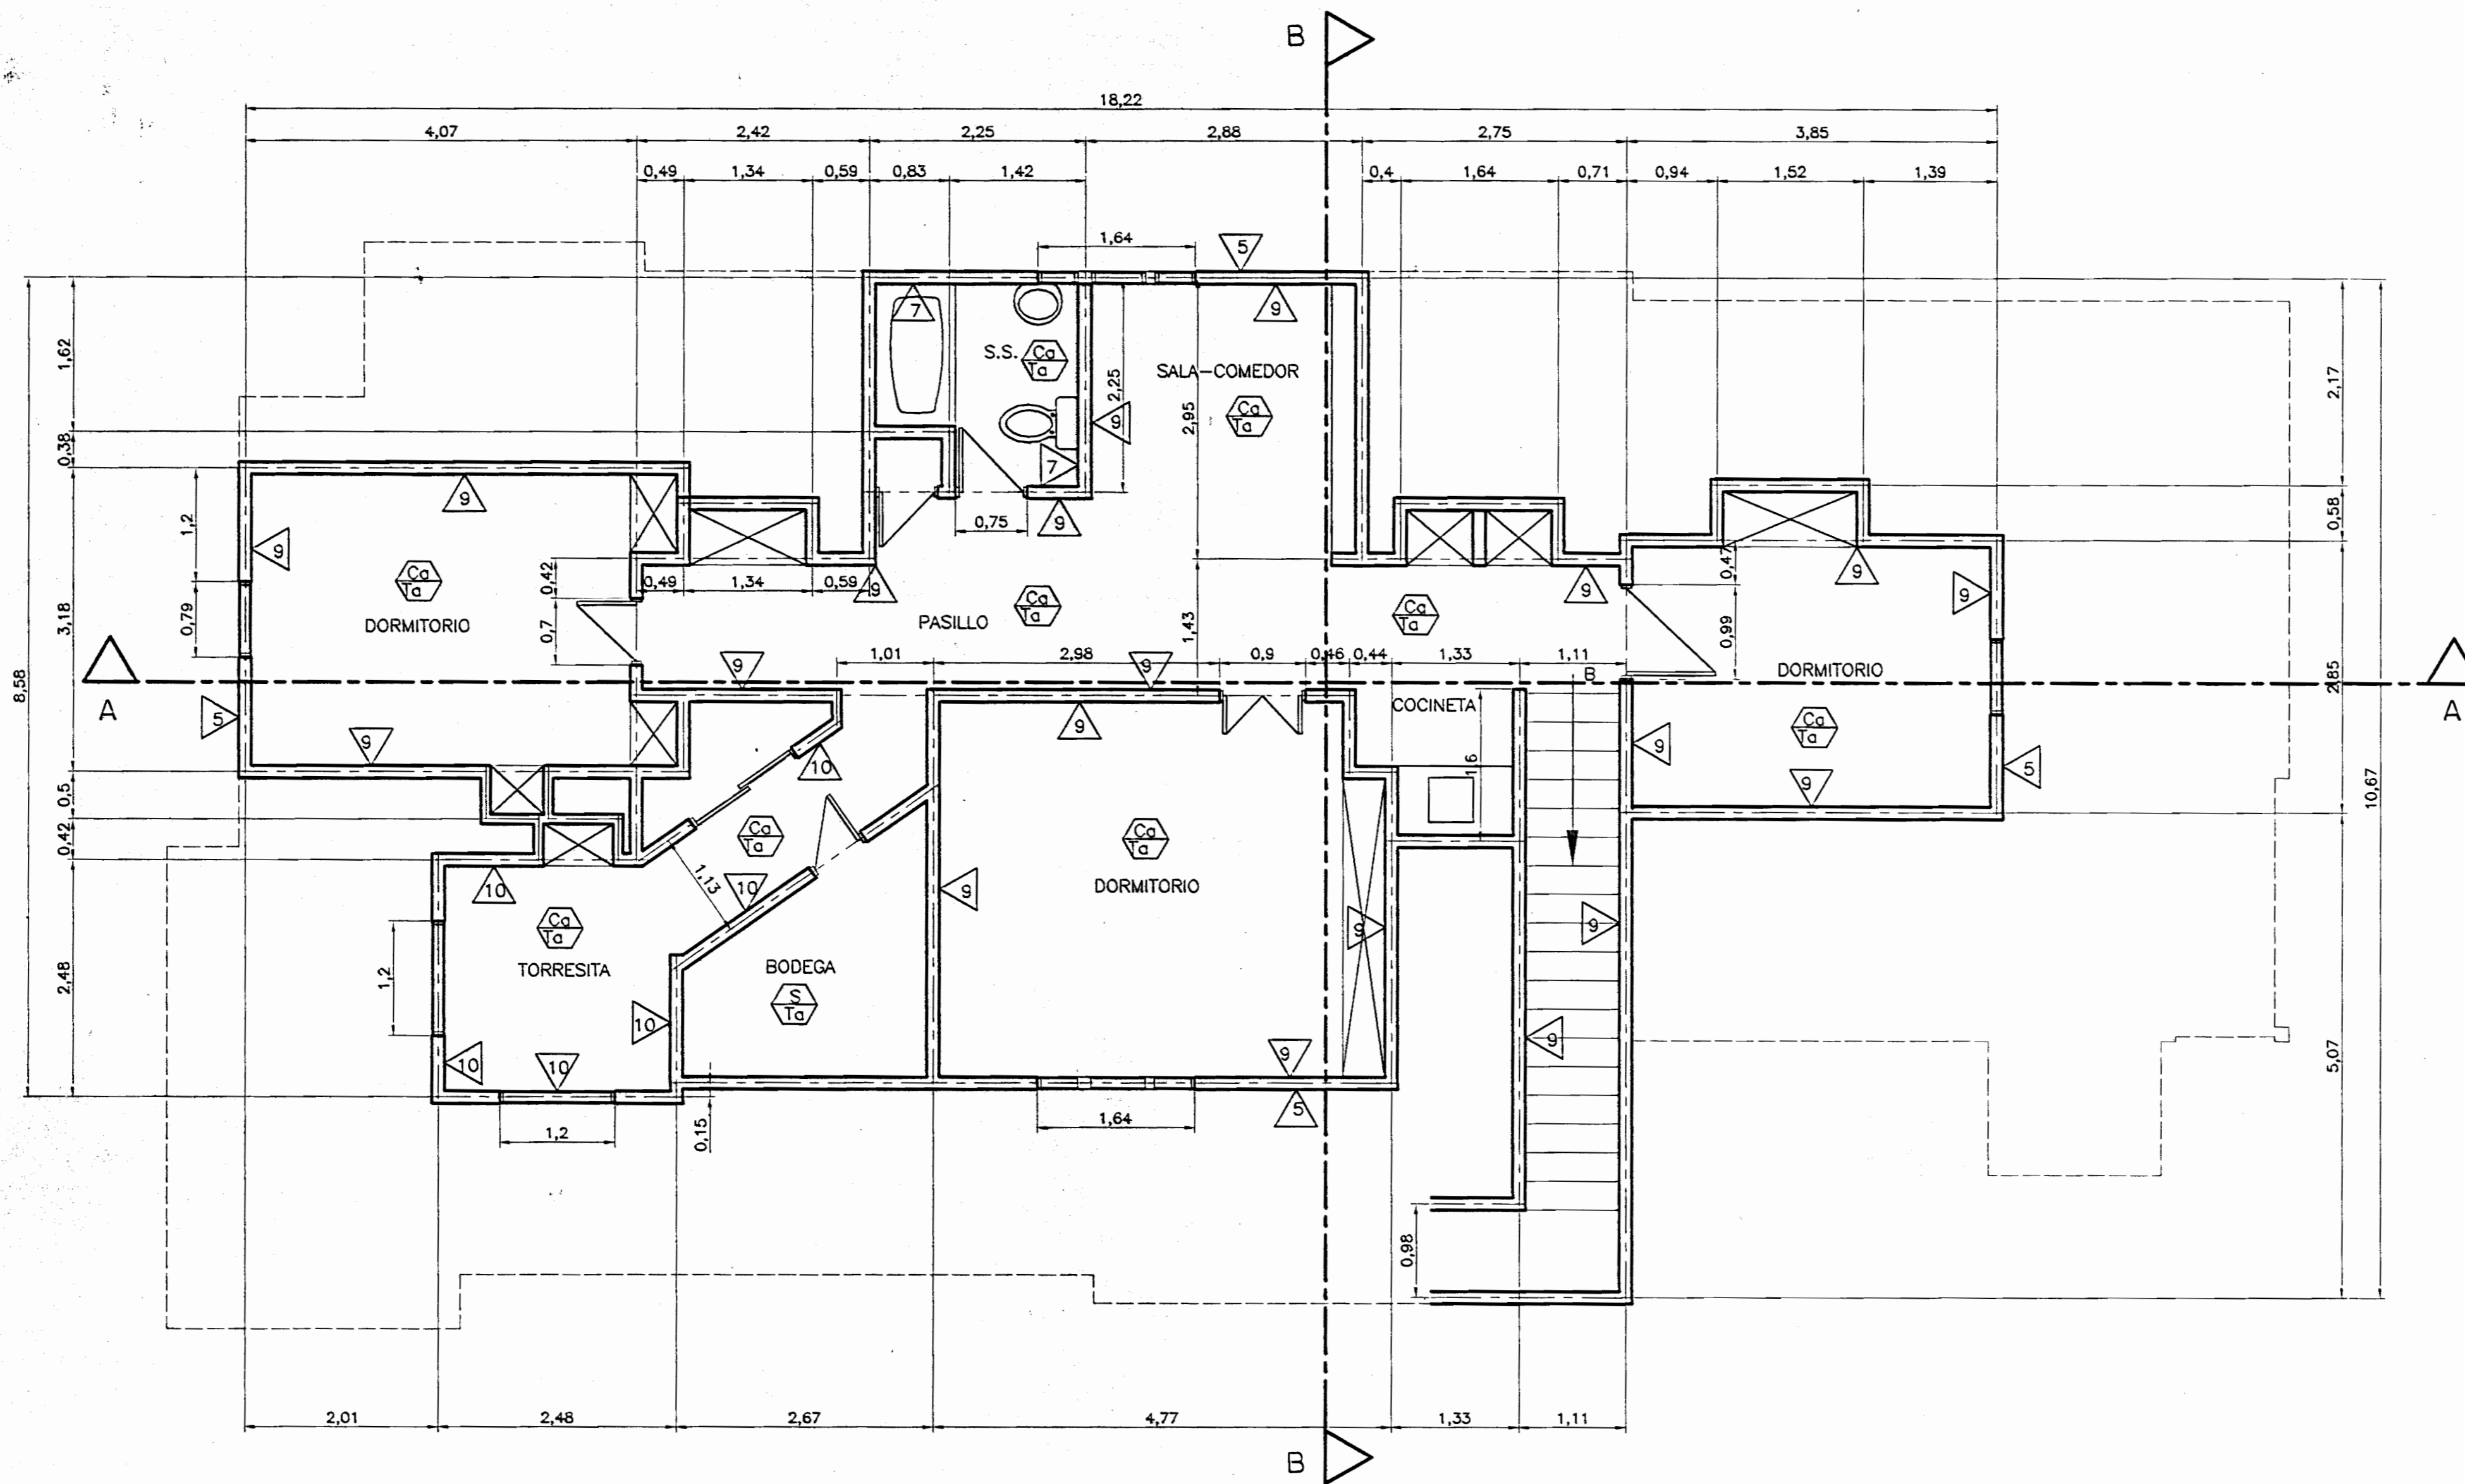 B
18,22
4,07 2,42 2,25 2,88 2,75 3,85
0,49 1,34 0,59 0,83 1,42 0,4 1,64 0,71 0,94 1,52 1,39
1,64 5
7 9
S.S. Ca Ta
SALA-COMEDOR
Ca Ta
1,62 2,25 2,95 2,17
9
0,38
7
9 0,75 9
1,2 9
0,58
0,42 0,49 1,34 0,59 9 9 0,47 9 9
Ca Ta
DORMITORIO
PASILLO Ca Ta
Ca Ta
3,18 0,79 0,7 1,43 0,99
9 1,01 2,98 9 0,9 0,46 0,44 1,33 1,11
DORMITORIO
A B A
8,58 2,85 10,67
COCINETA
5 9 9 Ca Ta 9
10 1,6 9 5
0,5
0,42
Ca Ta
Ca Ta
1,13
10 10 9
DORMITORIO
Ca Ta
9 9
TORRESITA
BODEGA
S Ta
2,48 1,2
10
9
10 10 9
5
5,07
1,2 0,15 1,64
0,98
2,01 2,48 2,67 4,77 1,33 1,11
B